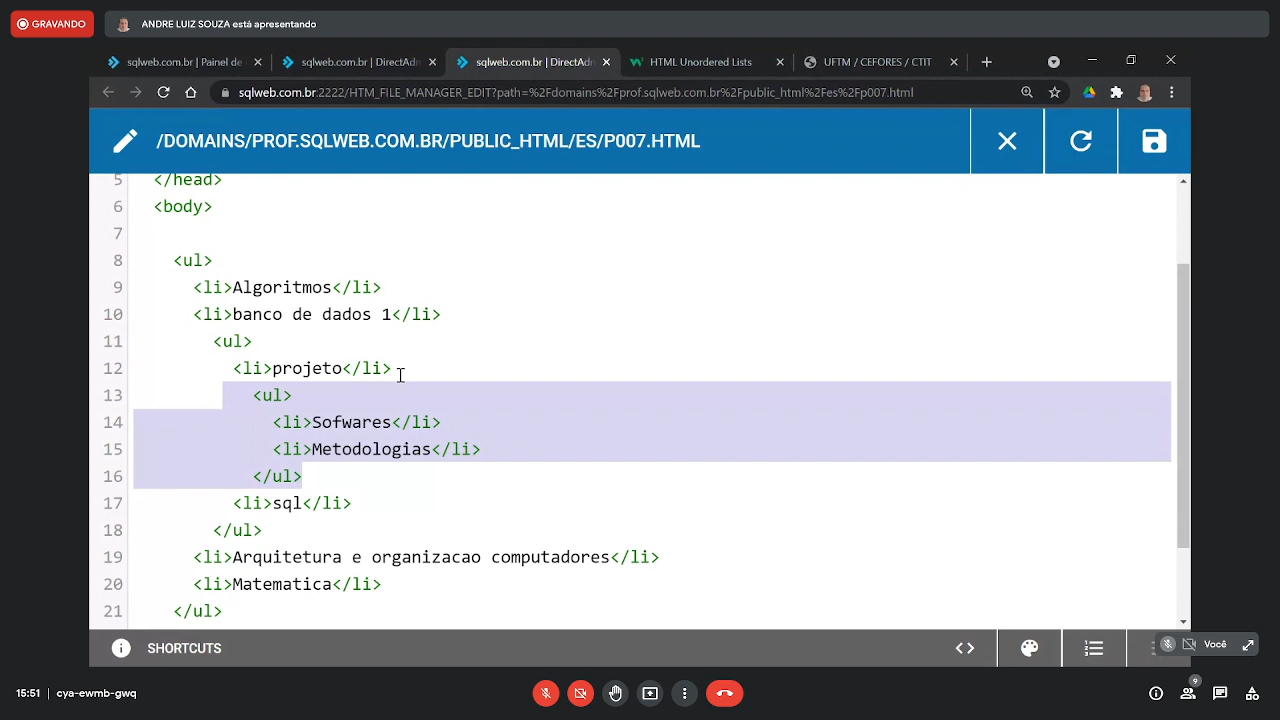 GRAVANDO
ANDRE LUIZ SOUZA está apresentando
sqlweb.com.br | Painel de
sqlweb.com.br | DirectAdm
sqlweb.com.br | DirectAdm
HTML Unordered Lists
UFTM / CEFORES / CTIT
sqlweb.com.br:2222/HTM_FILE_MANAGER_EDIT?path=%2Fdomains%2Fprof.sqlweb.com.br%2Fpublic_html%2Fes%2Fp007.html
/DOMAINS/PROF.SQLWEB.COM.BR/PUBLIC_HTML/ES/P007.HTML
5 </head>
6 <body>
7
8 <ul>
9 <li>Algoritmos</li>
10 <li>banco de dados 1</li>
11 <ul>
12 <li>projeto</li>
13 <ul>
14 <li>Sofwares</li>
15 <li>Metodologias</li>
16 </ul>
17 <li>sql</li>
18 </ul>
19 <li>Arquitetura e organizacao computadores</li>
20 <li>Matematica</li>
21 </ul>
SHORTCUTS
Você
15:51 | cya-ewmb-gwq
9